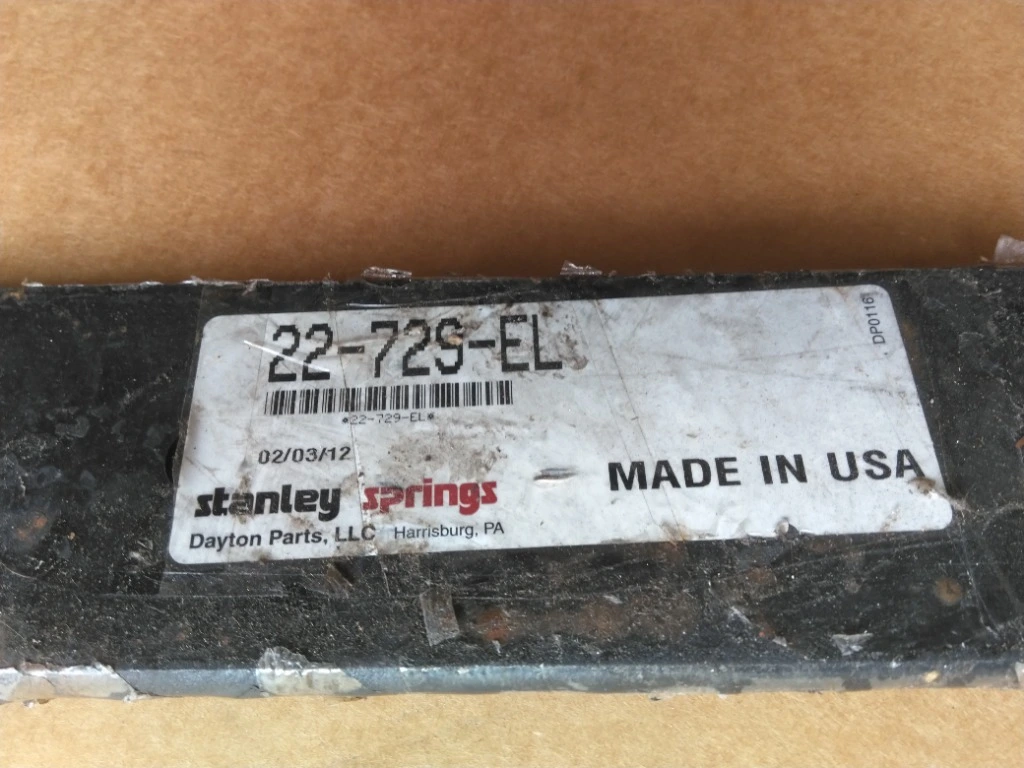 22-729-EL
*22-729-EL*
02/03/12
stanley springs
Dayton Parts, LLC Harrisburg, PA
MADE IN USA
DP0116